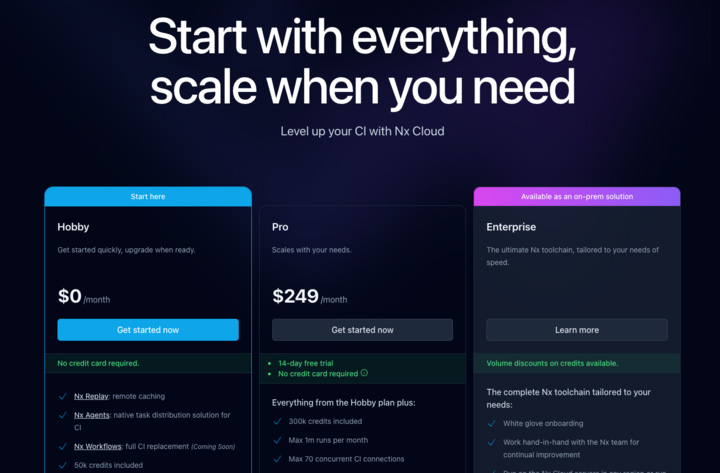 Start with everything,
scale when you need
Level up your CI with Nx Cloud
Start here
Hobby
Get started quickly, upgrade when ready.
$0 /month
Get started now
No credit card required.
Nx Replay: remote caching
Nx Agents: native task distribution solution for
CI
Nx Workflows: full CI replacement (Coming Soon)
50k credits included
Pro
Scales with your needs.
$249 /month
Get started now
• 14-day free trial
• No credit card required
Everything from the Hobby plan plus:
300k credits included
Max 1m runs per month
Max 70 concurrent CI connections
Available as an on-prem solution
Enterprise
The ultimate Nx toolchain, tailored to your needs of
speed.
Learn more
Volume discounts on credits available.
The complete Nx toolchain tailored to your
needs:
White glove onboarding
Work hand-in-hand with the Nx team for
continual improvement